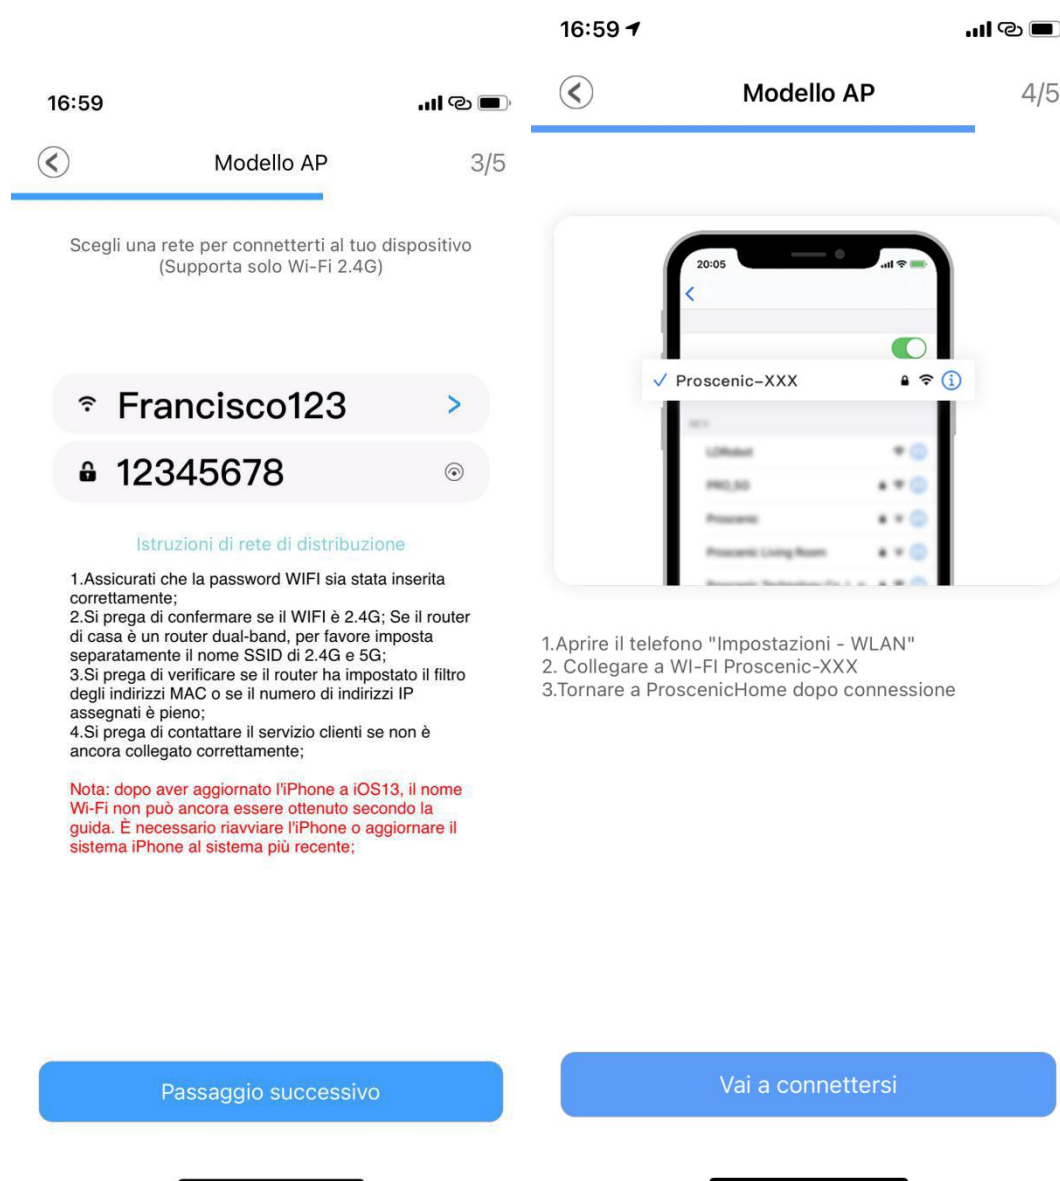 16:59
Modello AP
3/5
Scegli una rete per connetterti al tuo dispositivo
(Supporta solo Wi-Fi 2.4G)
Francisco123
12345678
Istruzioni di rete di distribuzione
1.Assicurati che la password WIFI sia stata inserita
correttamente;
2.Si prega di confermare se il WIFI è 2.4G; Se il router
di casa è un router dual-band, per favore imposta
separatamente il nome SSID di 2.4G e 5G;
3.Si prega di verificare se il router ha impostato il filtro
degli indirizzi MAC o se il numero di indirizzi IP
assegnati è pieno;
4.Si prega di contattare il servizio clienti se non è
ancora collegato correttamente;
Nota: dopo aver aggiornato l'iPhone a iOS13, il nome
Wi-Fi non può ancora essere ottenuto secondo la
guida. È necessario riavviare l'iPhone o aggiornare il
sistema iPhone al sistema più recente;
Passaggio successivo
16:59
Modello AP
4/5
20:05
Proscenic-XXX
LDRobot
PRO_5G
Proscenic
Proscenic Living Room
1.Aprire il telefono "Impostazioni - WLAN"
2. Collegare a WI-FI Proscenic-XXX
3.Tornare a ProscenicHome dopo connessione
Vai a connettersi